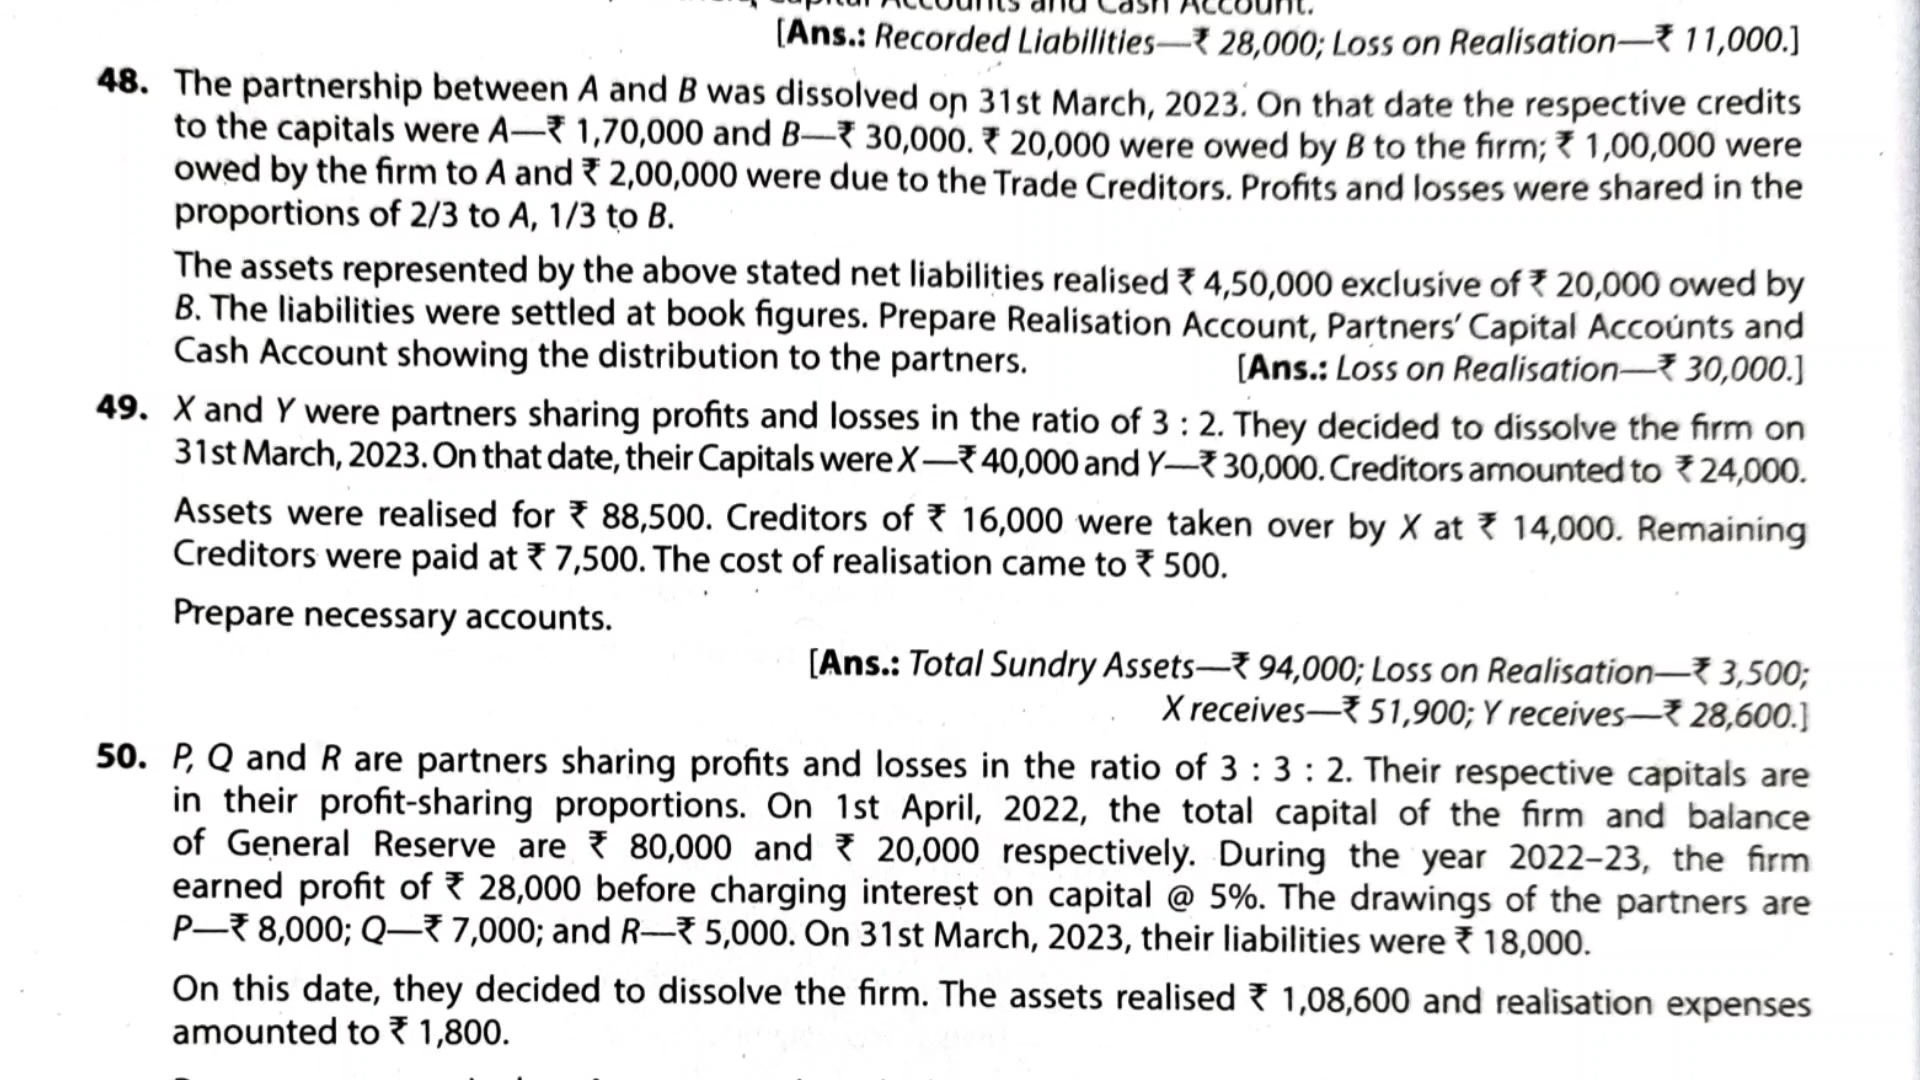 Accounts and Cash Account.
[Ans.: Recorded Liabilities—₹ 28,000; Loss on Realisation—₹ 11,000.]
48. The partnership between A and B was dissolved on 31st March, 2023. On that date the respective credits
to the capitals were A—₹ 1,70,000 and B—₹ 30,000. ₹ 20,000 were owed by B to the firm; ₹ 1,00,000 were
owed by the firm to A and ₹ 2,00,000 were due to the Trade Creditors. Profits and losses were shared in the
proportions of 2/3 to A, 1/3 to B.
The assets represented by the above stated net liabilities realised ₹ 4,50,000 exclusive of ₹ 20,000 owed by
B. The liabilities were settled at book figures. Prepare Realisation Account, Partners' Capital Accounts and
Cash Account showing the distribution to the partners. [Ans.: Loss on Realisation—₹ 30,000.]
49. X and Y were partners sharing profits and losses in the ratio of 3 : 2. They decided to dissolve the firm on
31st March, 2023. On that date, their Capitals were X—₹ 40,000 and Y—₹ 30,000. Creditors amounted to ₹ 24,000.
Assets were realised for ₹ 88,500. Creditors of ₹ 16,000 were taken over by X at ₹ 14,000. Remaining
Creditors were paid at ₹ 7,500. The cost of realisation came to ₹ 500.
Prepare necessary accounts.
[Ans.: Total Sundry Assets—₹ 94,000; Loss on Realisation—₹ 3,500;
X receives—₹ 51,900; Y receives—₹ 28,600.]
50. P, Q and R are partners sharing profits and losses in the ratio of 3 : 3 : 2. Their respective capitals are
in their profit-sharing proportions. On 1st April, 2022, the total capital of the firm and balance
of General Reserve are ₹ 80,000 and ₹ 20,000 respectively. During the year 2022–23, the firm
earned profit of ₹ 28,000 before charging interest on capital @ 5%. The drawings of the partners are
P—₹ 8,000; Q—₹ 7,000; and R—₹ 5,000. On 31st March, 2023, their liabilities were ₹ 18,000.
On this date, they decided to dissolve the firm. The assets realised ₹ 1,08,600 and realisation expenses
amounted to ₹ 1,800.